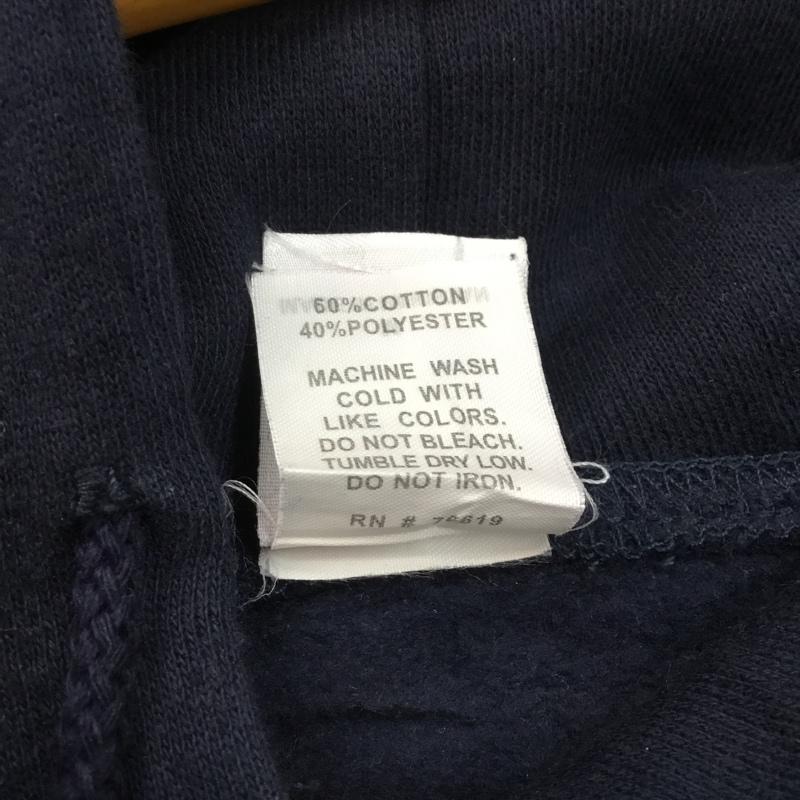 60%COTTON
40%POLYESTER
MACHINE WASH
COLD WITH
LIKE COLORS.
DO NOT BLEACH.
TUMBLE DRY LOW.
DO NOT IRON.
RN #